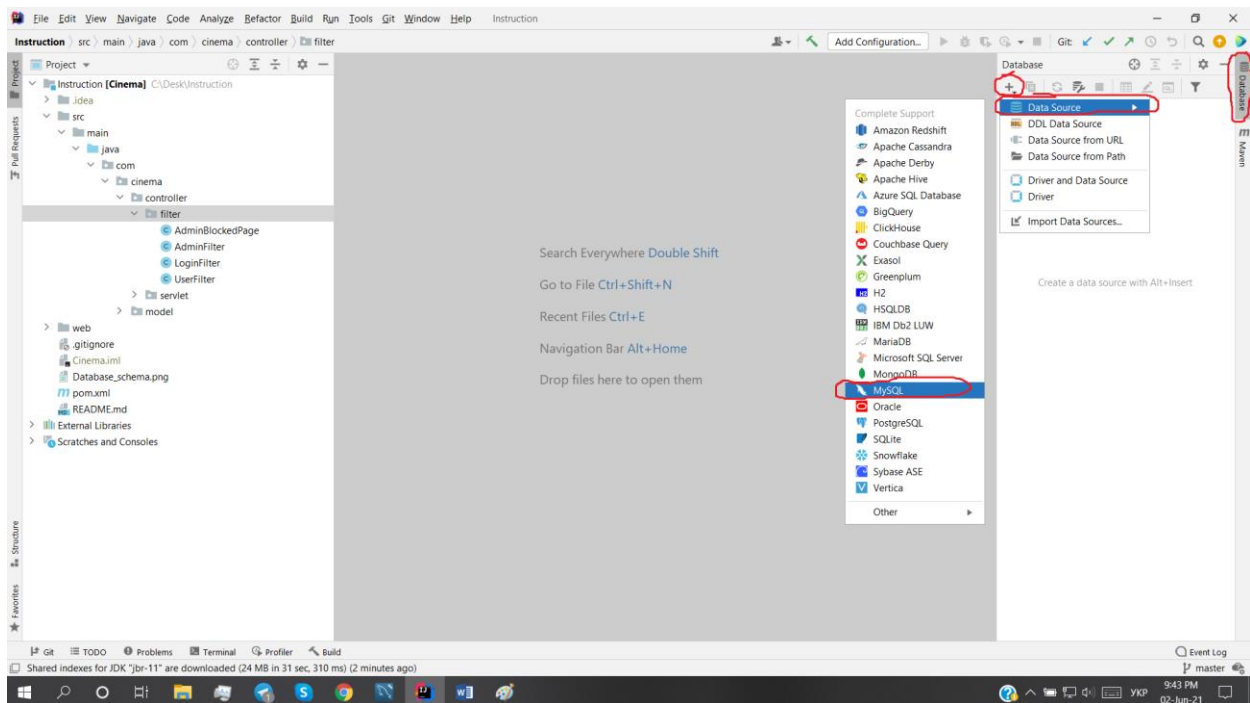 File Edit View Navigate Code Analyze Refactor Build Run Tools Git Window Help Instruction
Instruction src main java com cinema controller filter
Add Configuration... Git:
Project
Instruction [Cinema] C:\Desk\Instruction
.idea
src
main
java
com
cinema
controller
filter
AdminBlockedPage
AdminFilter
LoginFilter
UserFilter
servlet
model
web
.gitignore
Cinema.iml
Database_schema.png
pom.xml
README.md
External Libraries
Scratches and Consoles
Project
Pull Requests
Structure
Favorites
Search Everywhere Double Shift
Go to File Ctrl+Shift+N
Recent Files Ctrl+E
Navigation Bar Alt+Home
Drop files here to open them
Complete Support
Amazon Redshift
Apache Cassandra
Apache Derby
Apache Hive
Azure SQL Database
BigQuery
ClickHouse
Couchbase Query
Exasol
Greenplum
H2
HSQLDB
IBM Db2 LUW
MariaDB
Microsoft SQL Server
MongoDB
MySQL
Oracle
PostgreSQL
SQLite
Snowflake
Sybase ASE
Vertica
Other
Database
Data Source
DDL Data Source
Data Source from URL
Data Source from Path
Driver and Data Source
Driver
Import Data Sources...
Create a data source with Alt+Insert
Database
Maven
Git TODO Problems Terminal Profiler Build Event Log
Shared indexes for JDK "jbr-11" are downloaded (24 MB in 31 sec, 310 ms) (2 minutes ago) master
УКР 9:43 PM
02-Jun-21